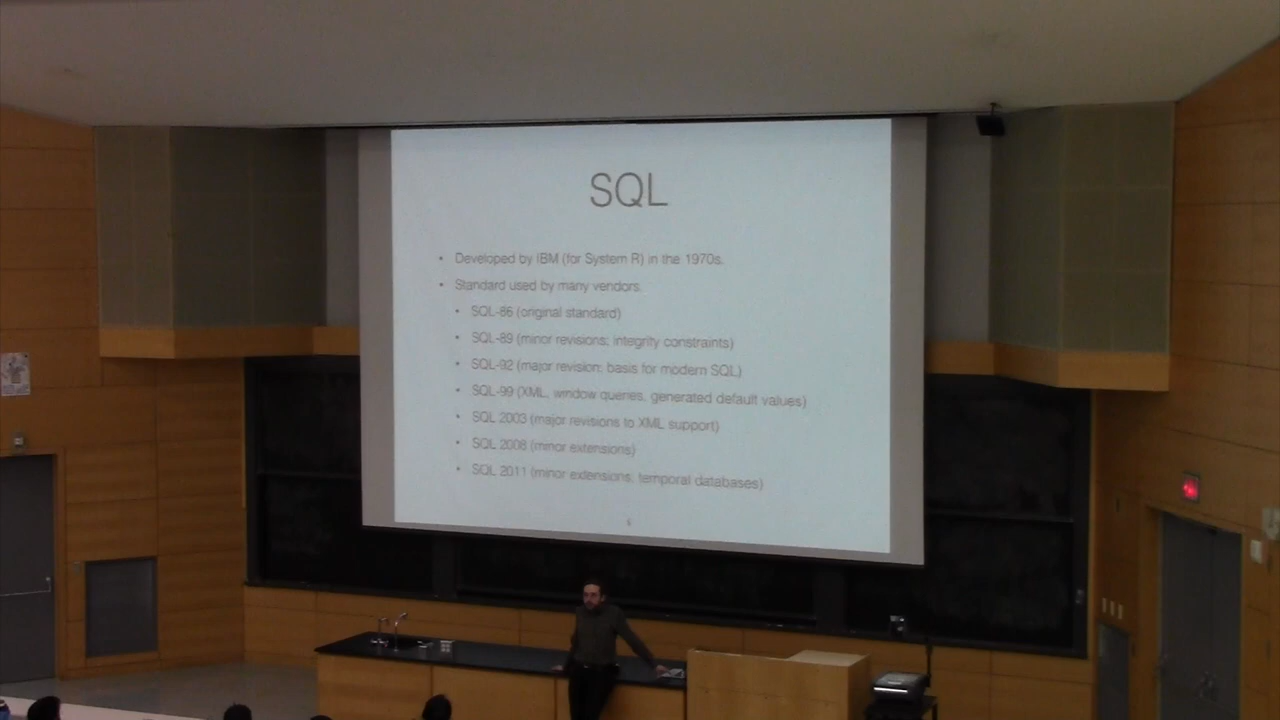 SQL
• Developed by IBM (for System R) in the 1970s.
• Standard used by many vendors.
• SQL-86 (original standard)
• SQL-89 (minor revisions; integrity constraints)
• SQL-92 (major revision; basis for modern SQL)
• SQL-99 (XML, window queries, generated default values)
• SQL 2003 (major revisions to XML support)
• SQL 2008 (minor extensions)
• SQL 2011 (minor extensions; temporal databases)